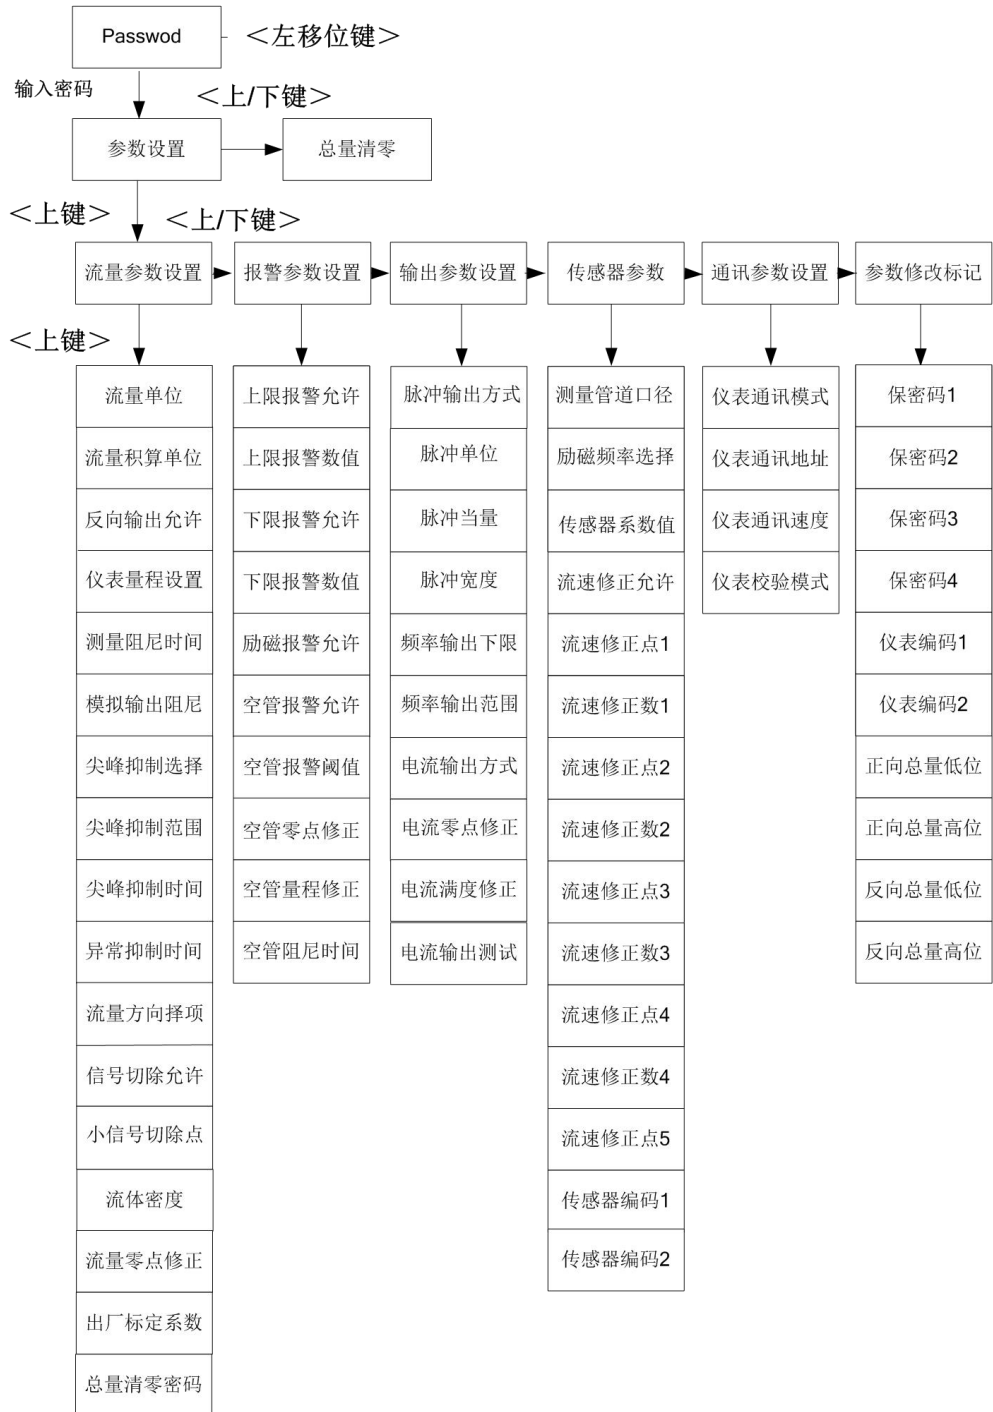 Passwod
＜左移位键＞
输入密码
＜上/下键＞
参数设置
总量清零
＜上键＞
＜上/下键＞
流量参数设置
报警参数设置
输出参数设置
传感器参数
通讯参数设置
参数修改标记
＜上键＞
流量单位
流量积算单位
反向输出允许
仪表量程设置
测量阻尼时间
模拟输出阻尼
尖峰抑制选择
尖峰抑制范围
尖峰抑制时间
异常抑制时间
流量方向择项
信号切除允许
小信号切除点
流体密度
流量零点修正
出厂标定系数
总量清零密码
上限报警允许
上限报警数值
下限报警允许
下限报警数值
励磁报警允许
空管报警允许
空管报警阈值
空管零点修正
空管量程修正
空管阻尼时间
脉冲输出方式
脉冲单位
脉冲当量
脉冲宽度
频率输出下限
频率输出范围
电流输出方式
电流零点修正
电流满度修正
电流输出测试
测量管道口径
励磁频率选择
传感器系数值
流速修正允许
流速修正点1
流速修正数1
流速修正点2
流速修正数2
流速修正点3
流速修正数3
流速修正点4
流速修正数4
流速修正点5
传感器编码1
传感器编码2
仪表通讯模式
仪表通讯地址
仪表通讯速度
仪表校验模式
保密码1
保密码2
保密码3
保密码4
仪表编码1
仪表编码2
正向总量低位
正向总量高位
反向总量低位
反向总量高位